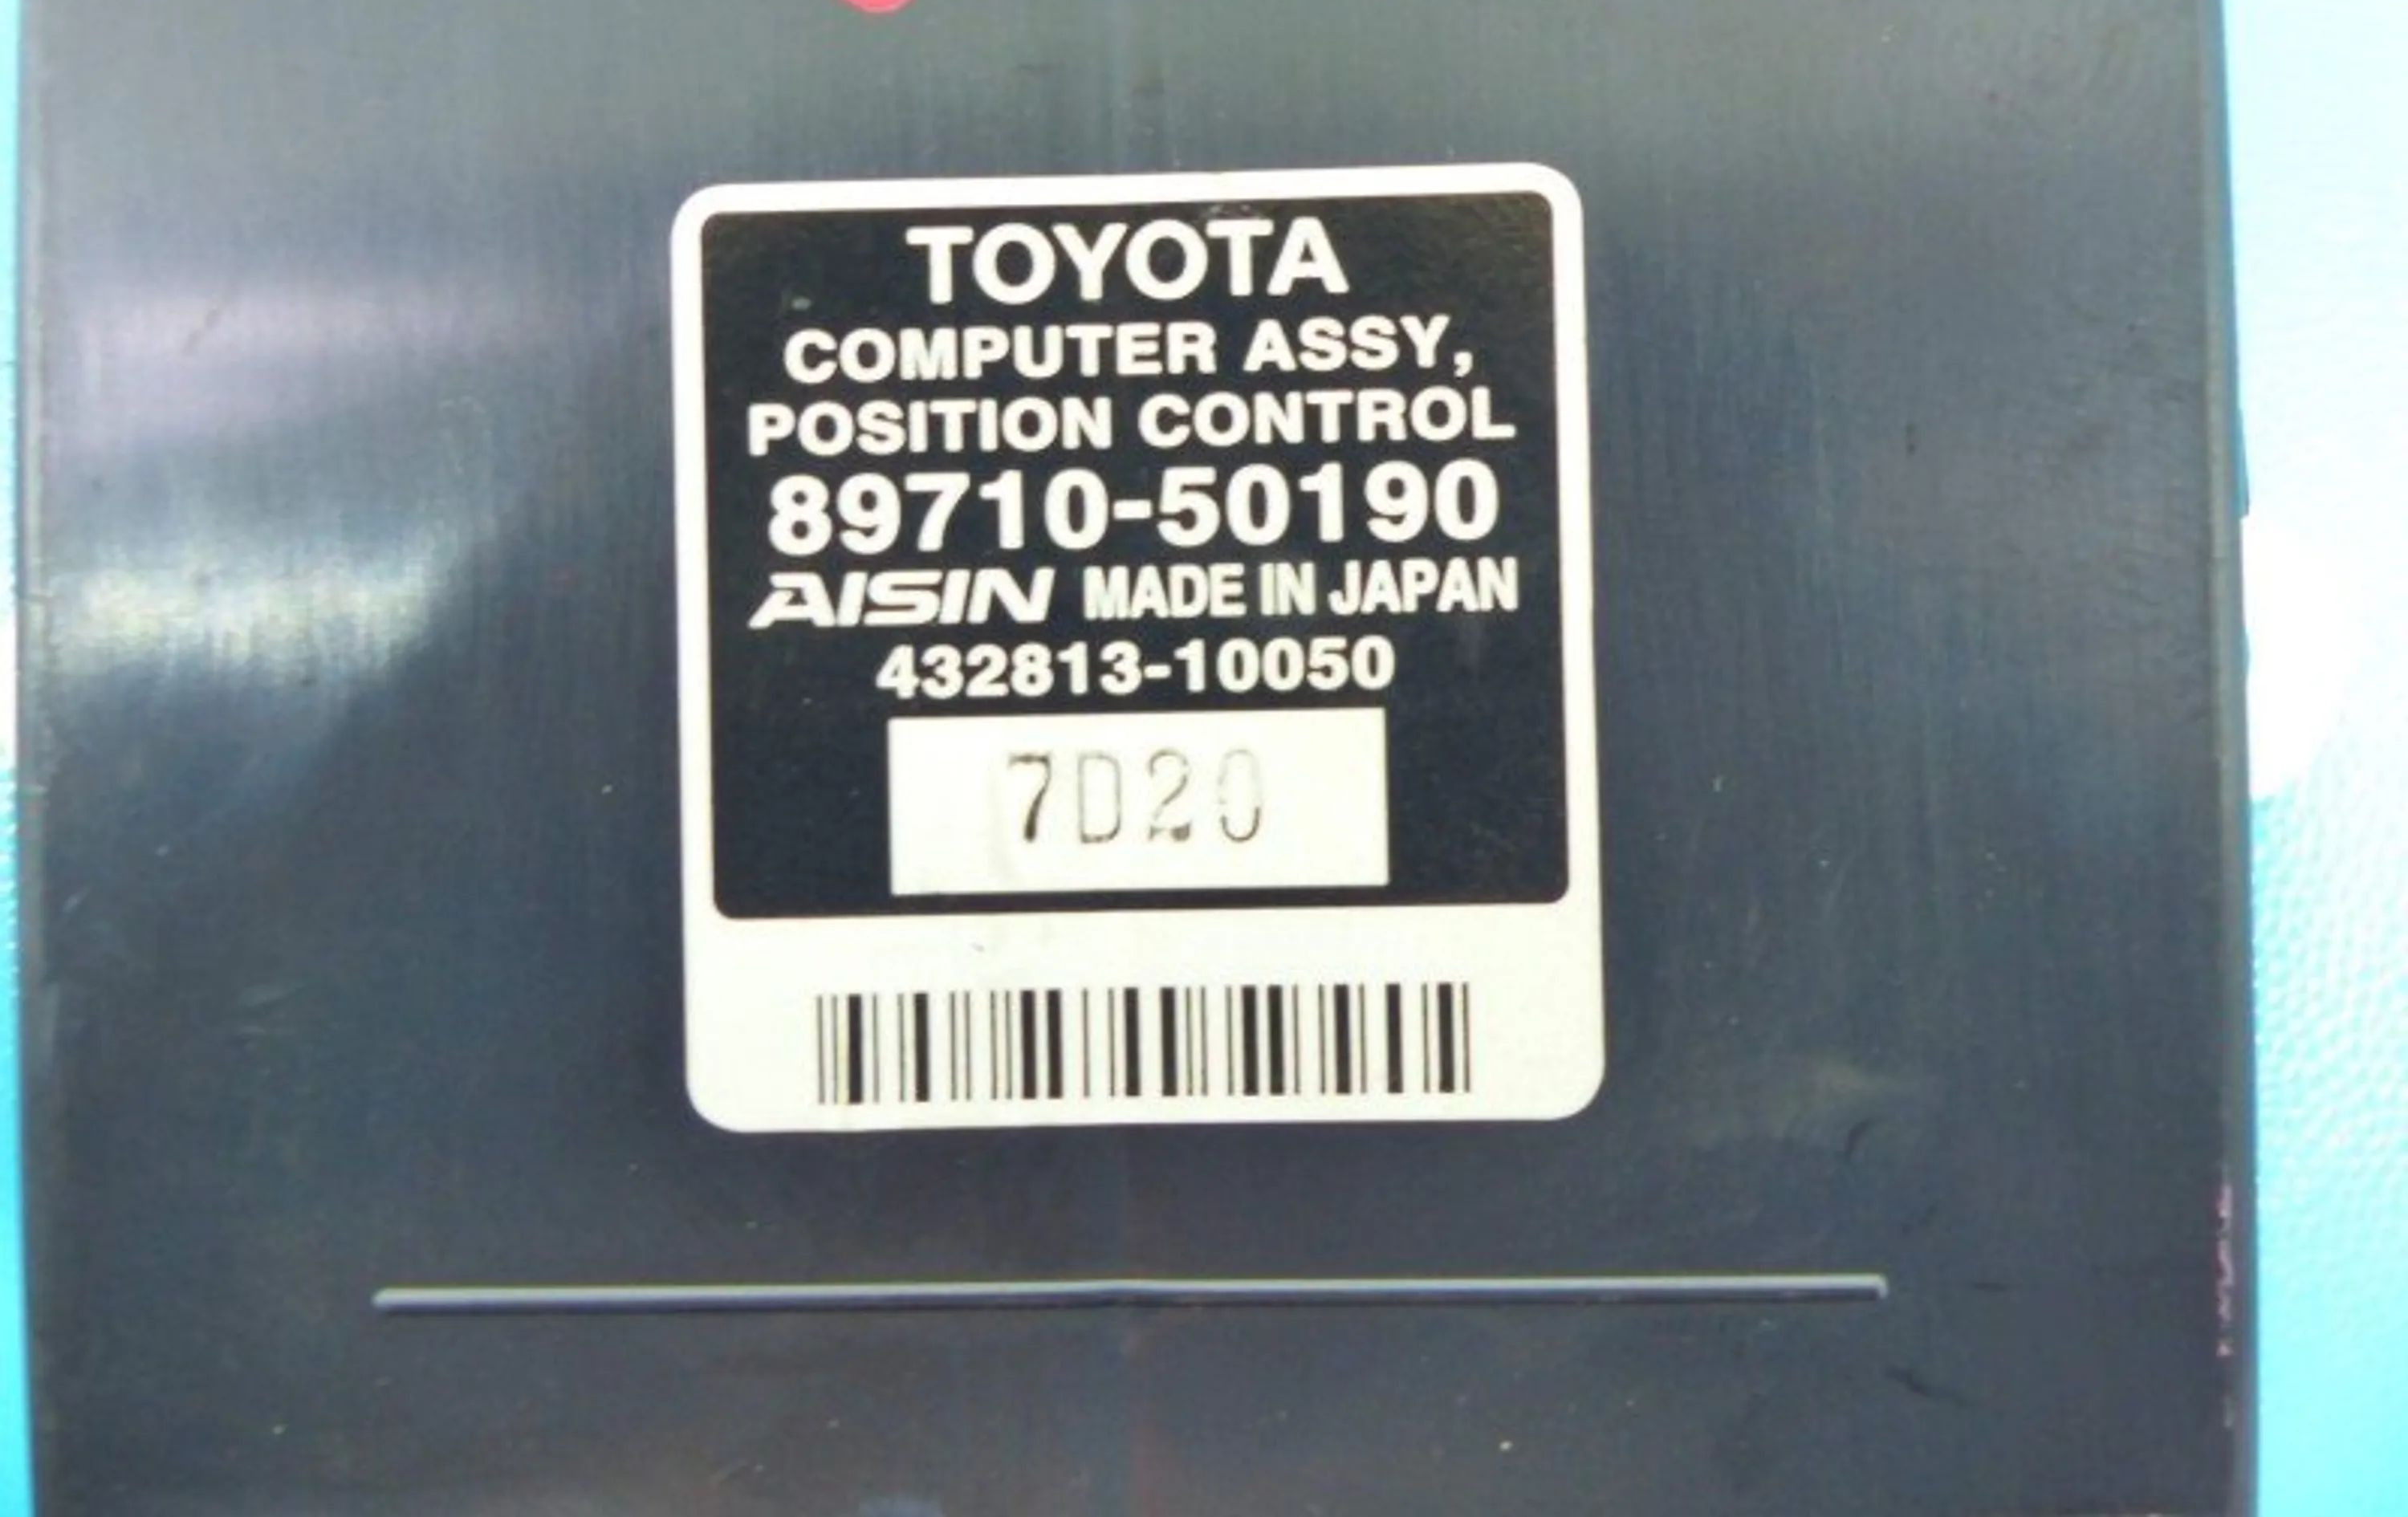 TOYOTA
COMPUTER ASSY,
POSITION CONTROL
89710-50190
AISIN MADE IN JAPAN
432813-10050
7D20